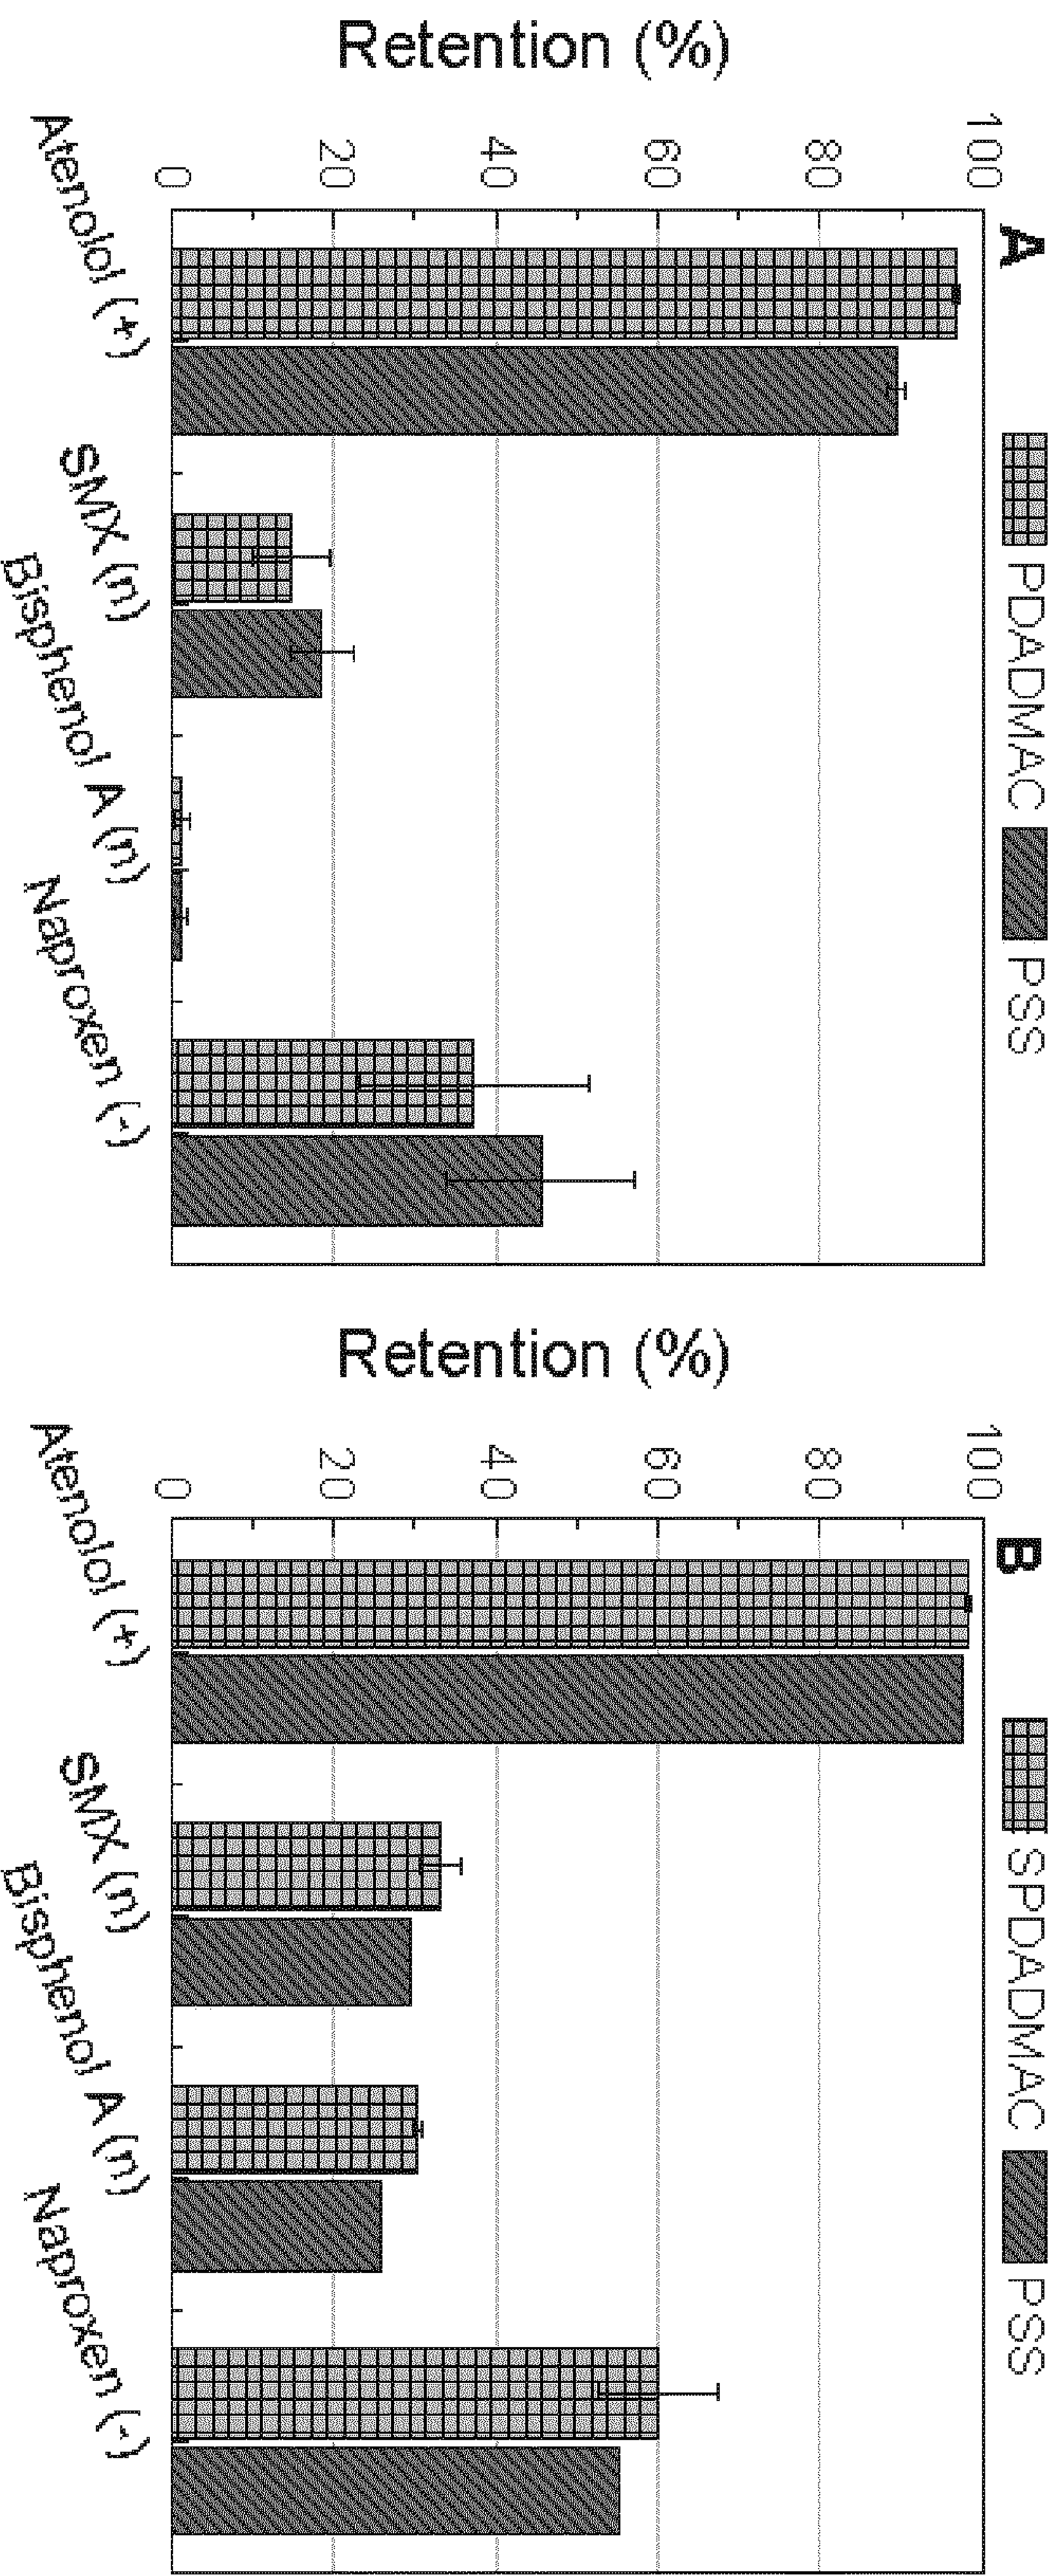 A
PDADMAC PSS
Retention (%)
100
80
60
40
20
0
Atenolol (+)
SMX (n)
Bisphenol A (n)
Naproxen (-)
B
SPDADMAC PSS
Retention (%)
100
80
60
40
20
0
Atenolol (+)
SMX (n)
Bisphenol A (n)
Naproxen (-)